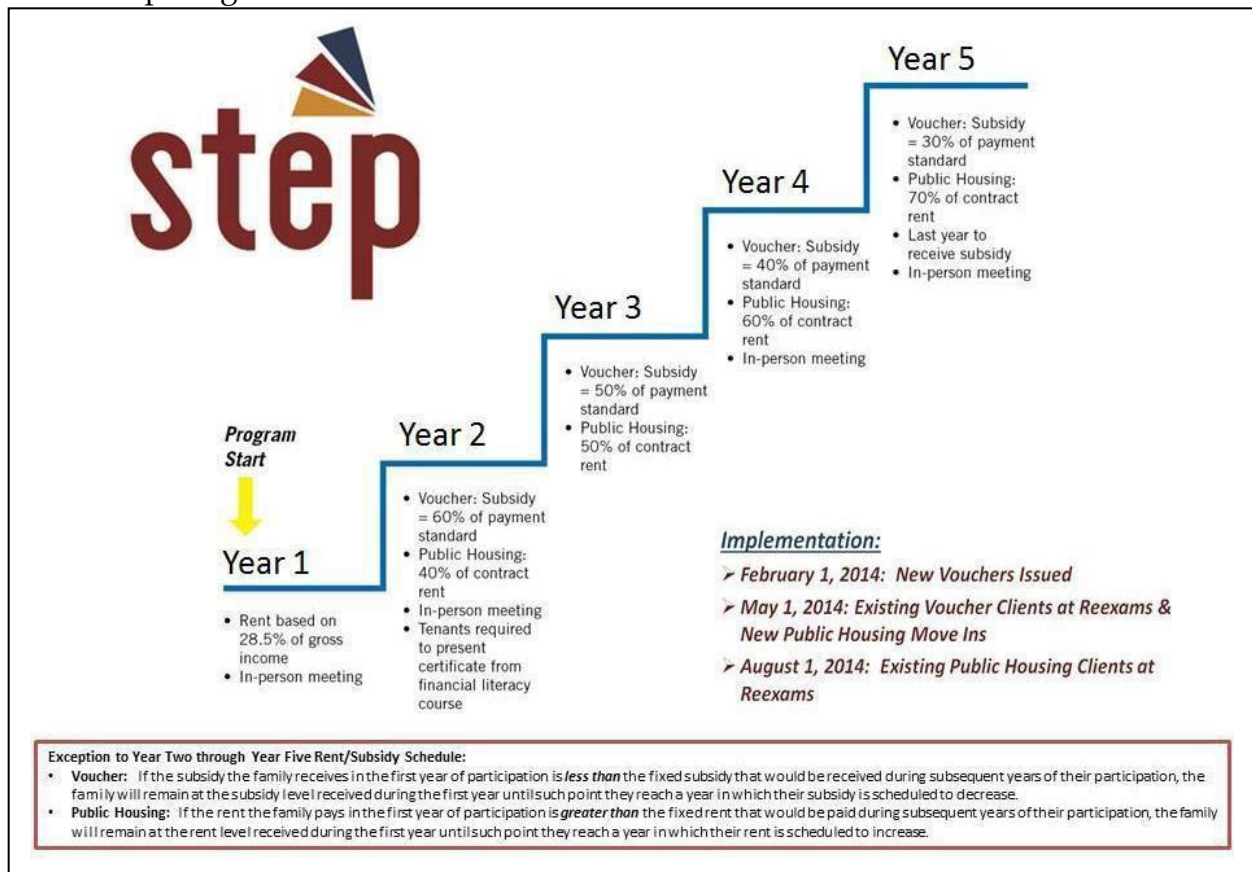 step
Program
Start
Year 1
• Rent based on
28.5% of gross
income
• In-person meeting
Year 2
• Voucher: Subsidy
= 60% of payment
standard
• Public Housing:
40% of contract
rent
• In-person meeting
• Tenants required
to present
certificate from
financial literacy
course
Year 3
• Voucher: Subsidy
= 50% of payment
standard
• Public Housing:
50% of contract
rent
Year 4
• Voucher: Subsidy
= 40% of payment
standard
• Public Housing:
60% of contract
rent
• In-person meeting
Year 5
• Voucher: Subsidy
= 30% of payment
standard
• Public Housing:
70% of contract
rent
• Last year to
receive subsidy
• In-person meeting
Implementation:
➢ February 1, 2014: New Vouchers Issued
➢ May 1, 2014: Existing Voucher Clients at Reexams &
New Public Housing Move Ins
➢ August 1, 2014: Existing Public Housing Clients at
Reexams
Exception to Year Two through Year Five Rent/Subsidy Schedule:
• Voucher: If the subsidy the family receives in the first year of participation is less than the fixed subsidy that would be received during subsequent years of their participation, the
family will remain at the subsidy level received during the first year until such point they reach a year in which their subsidy is scheduled to decrease.
• Public Housing: If the rent the family pays in the first year of participation is greater than the fixed rent that would be paid during subsequent years of their participation, the family
will remain at the rent level received during the first year until such point they reach a year in which their rent is scheduled to increase.